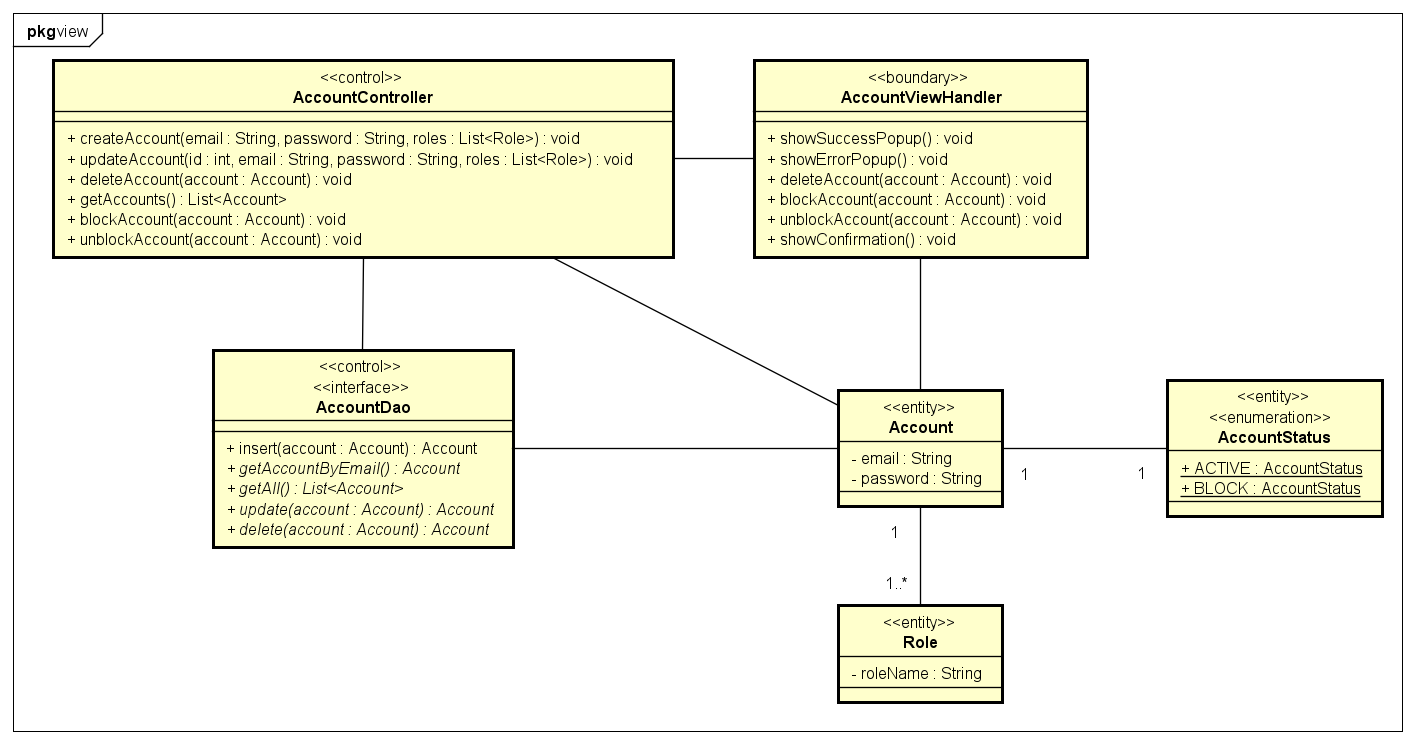 pkg view
<<control>>
AccountController
+ createAccount(email : String, password : String, roles : List<Role>) : void
+ updateAccount(id : int, email : String, password : String, roles : List<Role>) : void
+ deleteAccount(account : Account) : void
+ getAccounts() : List<Account>
+ blockAccount(account : Account) : void
+ unblockAccount(account : Account) : void
<<boundary>>
AccountViewHandler
+ showSuccessPopup() : void
+ showErrorPopup() : void
+ deleteAccount(account : Account) : void
+ blockAccount(account : Account) : void
+ unblockAccount(account : Account) : void
+ showConfirmation() : void
<<control>>
<<interface>>
AccountDao
+ insert(account : Account) : Account
+ getAccountByEmail() : Account
+ getAll() : List<Account>
+ update(account : Account) : Account
+ delete(account : Account) : Account
<<entity>>
Account
- email : String
- password : String
1
1
<<entity>>
<<enumeration>>
AccountStatus
+ ACTIVE : AccountStatus
+ BLOCK : AccountStatus
1
1..*
<<entity>>
Role
- roleName : String